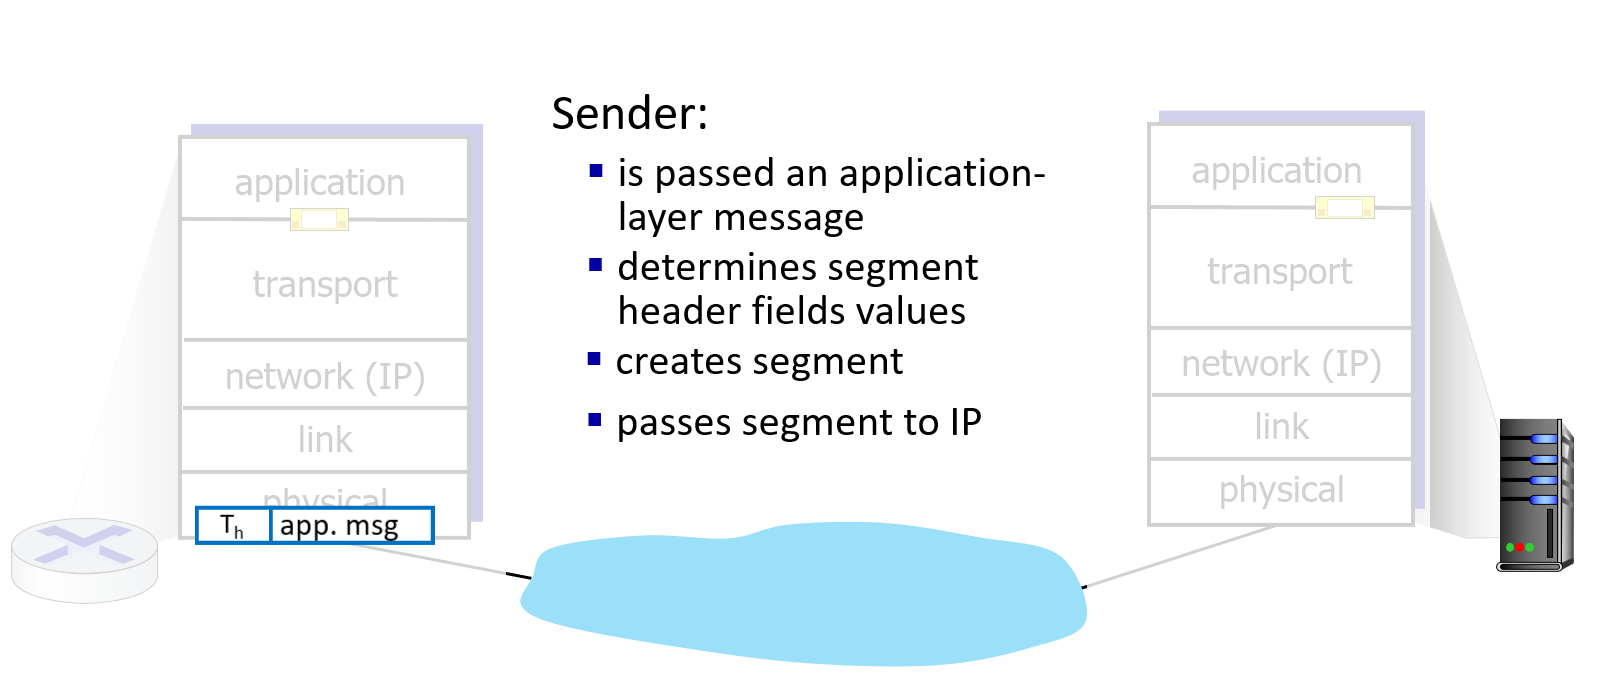 Sender:
▪ is passed an application-
layer message
▪ determines segment
header fields values
▪ creates segment
▪ passes segment to IP
application
transport
network (IP)
link
physical
Th app. msg
application
transport
network (IP)
link
physical